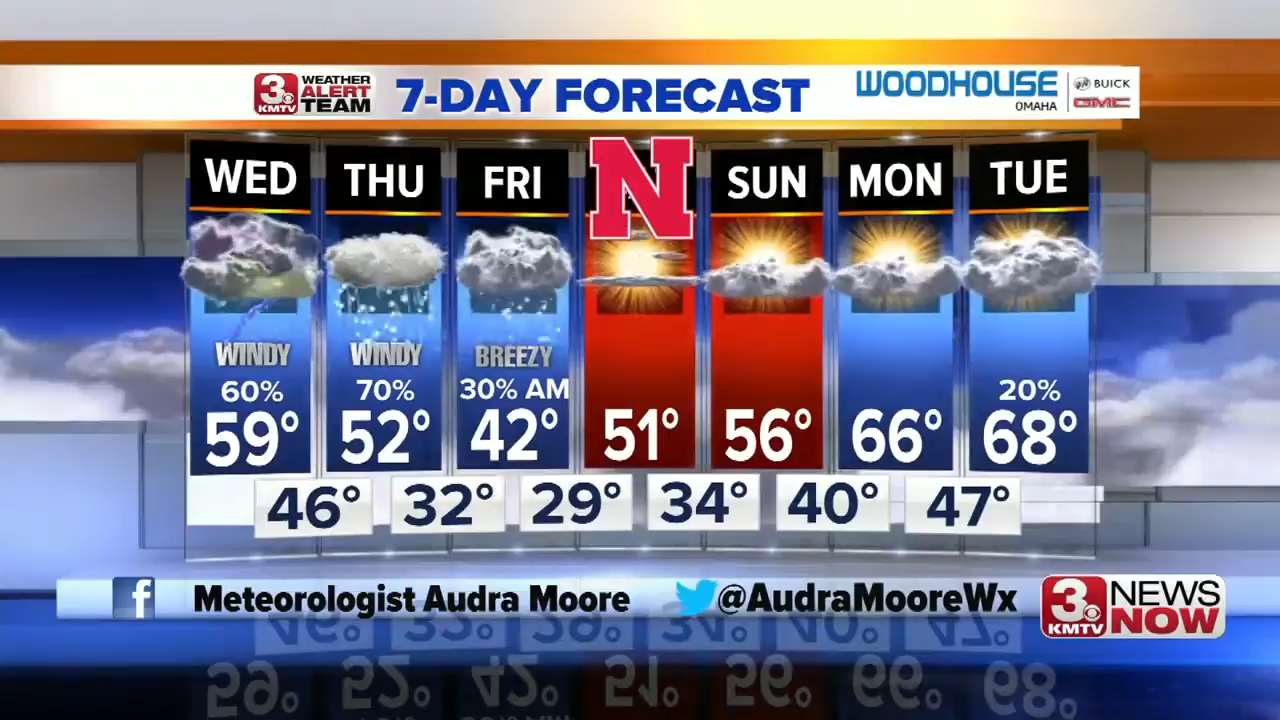 3 KMTV WEATHER ALERT TEAM
7-DAY FORECAST
WOODHOUSE
OMAHA
BUICK
GMC
WED THU FRI N SUN MON TUE
WINDY WINDY BREEZY
60% 70% 30% AM 20%
59° 52° 42° 51° 56° 66° 68°
46° 32° 29° 34° 40° 47°
f Meteorologist Audra Moore @AudraMooreWx
3 KMTV NEWS NOW